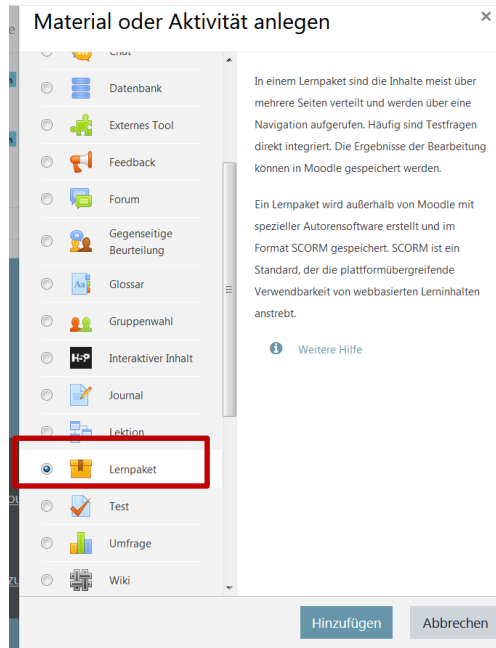 Material oder Aktivität anlegen
×
Chat
Datenbank
Externes Tool
Feedback
Forum
Gegenseitige
Beurteilung
Glossar
Gruppenwahl
H-P Interaktiver Inhalt
Journal
Lektion
Lernpaket
Test
Umfrage
Wiki
In einem Lernpaket sind die Inhalte meist über
mehrere Seiten verteilt und werden über eine
Navigation aufgerufen. Häufig sind Testfragen
direkt integriert. Die Ergebnisse der Bearbeitung
können in Moodle gespeichert werden.
Ein Lernpaket wird außerhalb von Moodle mit
spezieller Autorensoftware erstellt und im
Format SCORM gespeichert. SCORM ist ein
Standard, der die plattformübergreifende
Verwendbarkeit von webbasierten Lerninhalten
anstrebt.
Weitere Hilfe
Hinzufügen
Abbrechen